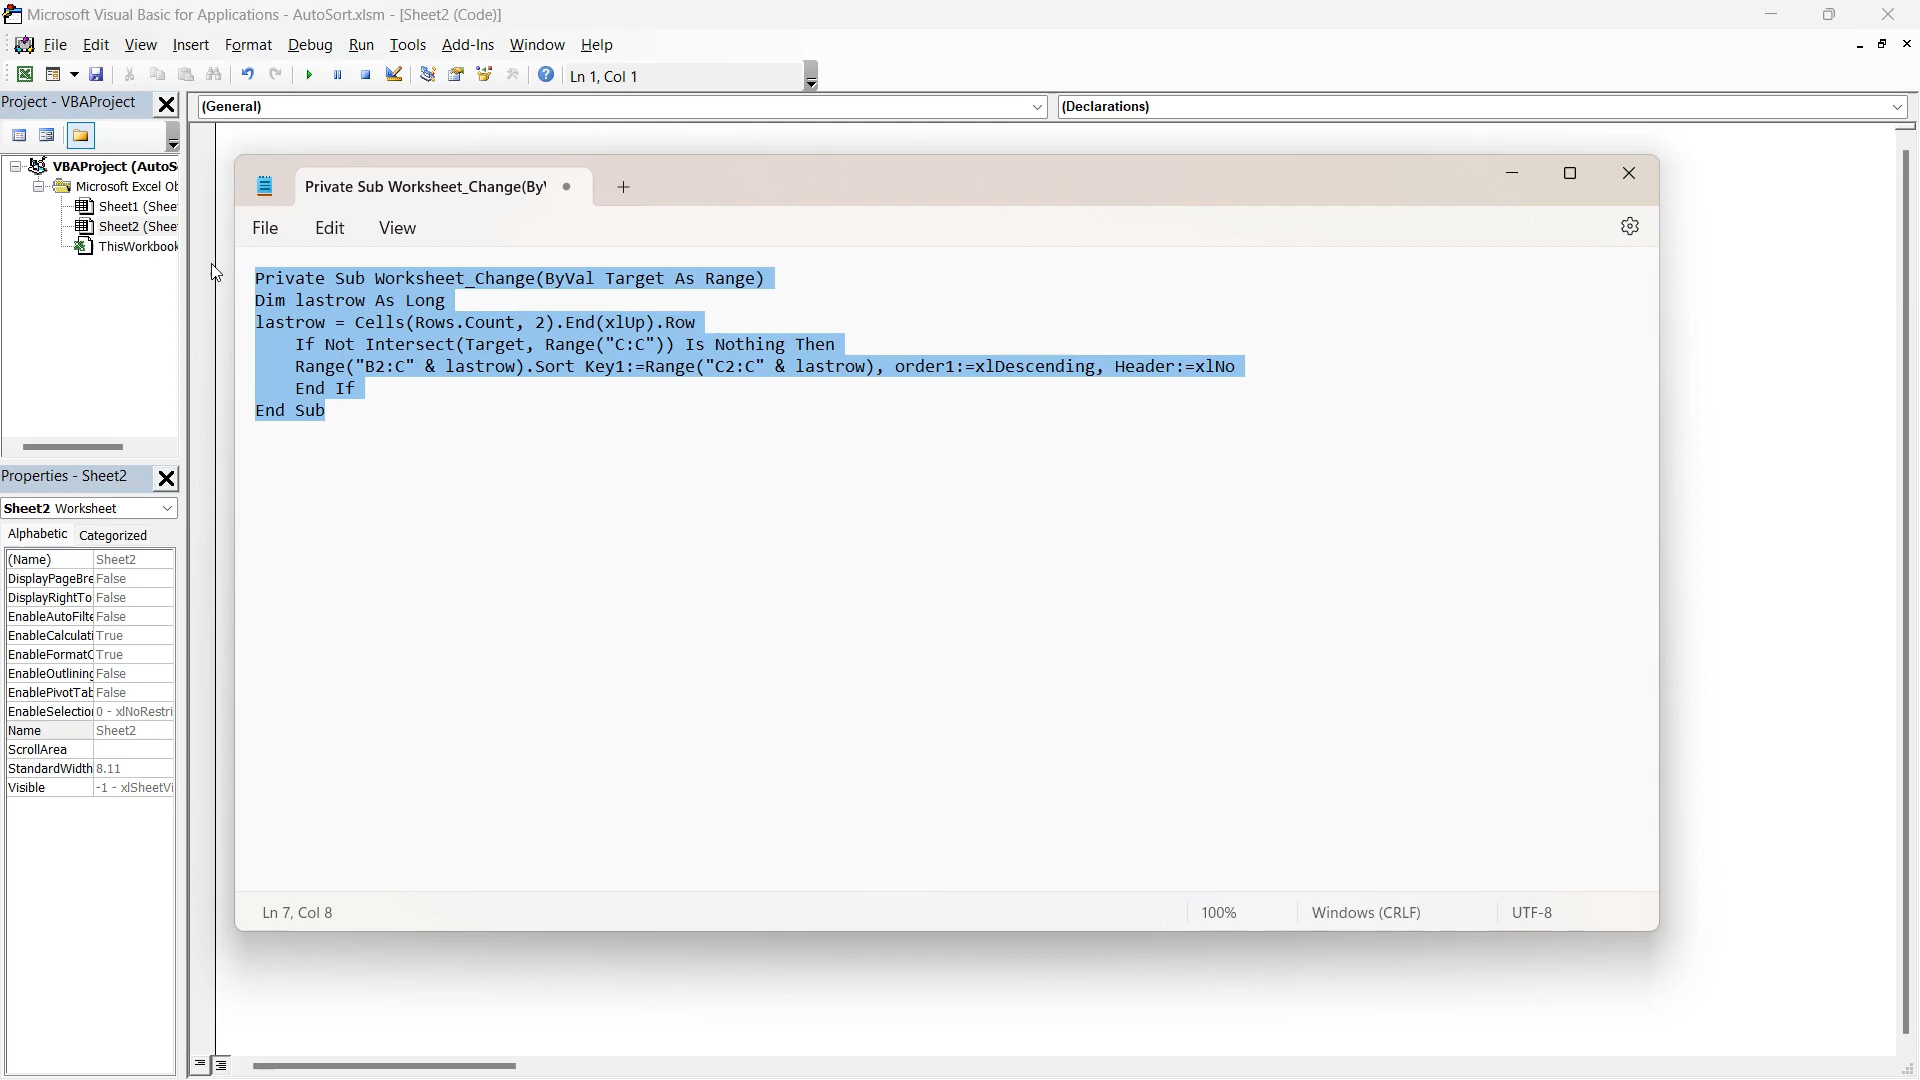 Microsoft Visual Basic for Applications - AutoSort.xlsm - [Sheet2 (Code)]
File Edit View Insert Format Debug Run Tools Add-Ins Window Help
Ln 1, Col 1
Project - VBAProject
(General)
(Declarations)
VBAProject (AutoS
Microsoft Excel Ob
Sheet1 (Shee
Sheet2 (Shee
ThisWorkbook
Private Sub Worksheet_Change(By
File Edit View
Private Sub Worksheet_Change(ByVal Target As Range)
Dim lastrow As Long
lastrow = Cells(Rows.Count, 2).End(xlUp).Row
If Not Intersect(Target, Range("C:C")) Is Nothing Then
Range("B2:C" & lastrow).Sort Key1:=Range("C2:C" & lastrow), order1:=xlDescending, Header:=xlNo
End If
End Sub
Ln 7, Col 8
100%
Windows (CRLF)
UTF-8
Properties - Sheet2
Sheet2 Worksheet
Alphabetic Categorized
(Name) Sheet2
DisplayPageBre False
DisplayRightTo False
EnableAutoFilte False
EnableCalculati True
EnableFormatC True
EnableOutlining False
EnablePivotTab False
EnableSelection 0 - xlNoRestri
Name Sheet2
ScrollArea
StandardWidth 8.11
Visible -1 - xlSheetVi